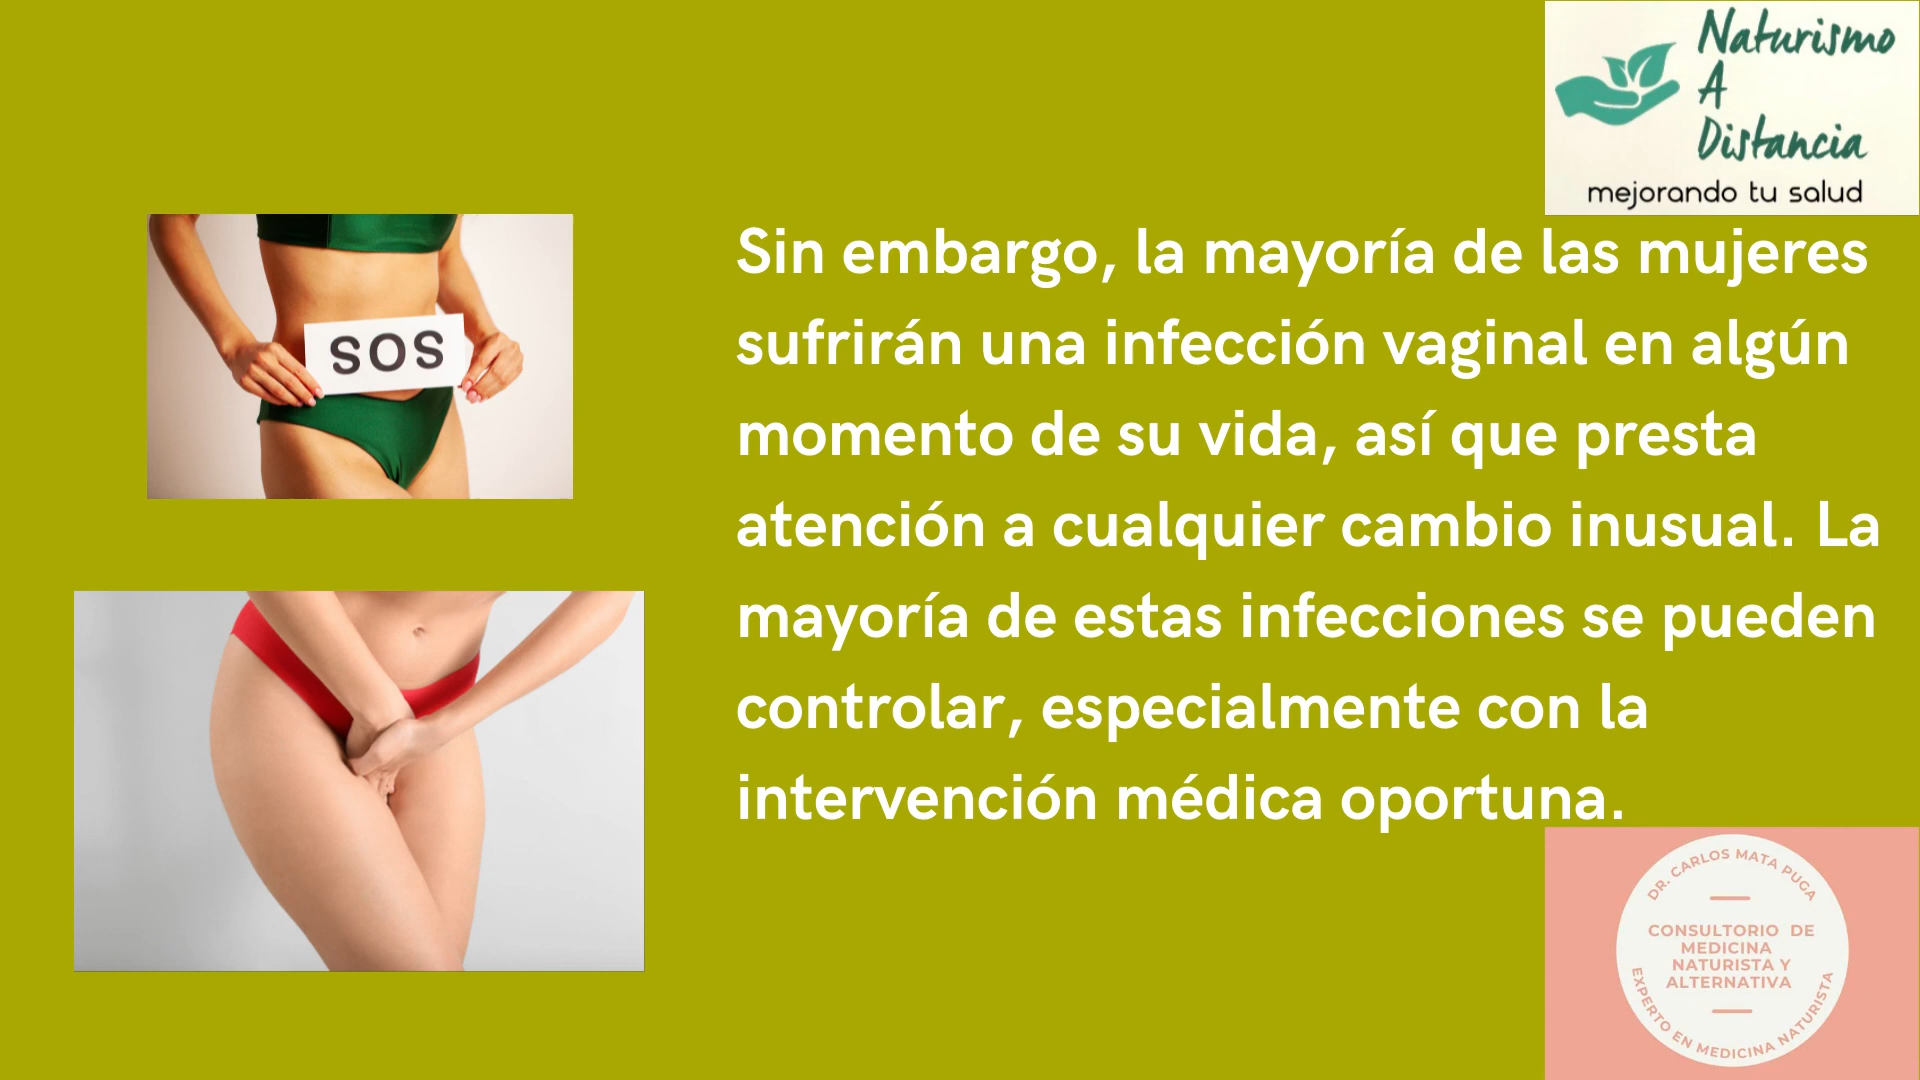 Naturismo
A
Distancia
mejorando tu salud
SOS
Sin embargo, la mayoría de las mujeres
sufrirán una infección vaginal en algún
momento de su vida, así que presta
atención a cualquier cambio inusual. La
mayoría de estas infecciones se pueden
controlar, especialmente con la
intervención médica oportuna.
DR. CARLOS MATA PUGA
CONSULTORIO DE
MEDICINA
NATURISTA Y
ALTERNATIVA
EXPERTO EN MEDICINA NATURISTA